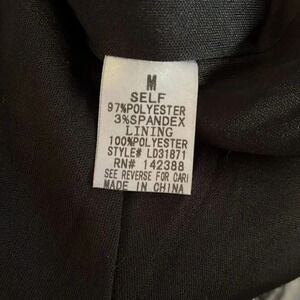 M
SELF
97%POLYESTER
3%SPANDEX
LINING
100%POLYESTER
STYLE# LD31871
RN# 142388
SEE REVERSE FOR CARE
MADE IN CHINA